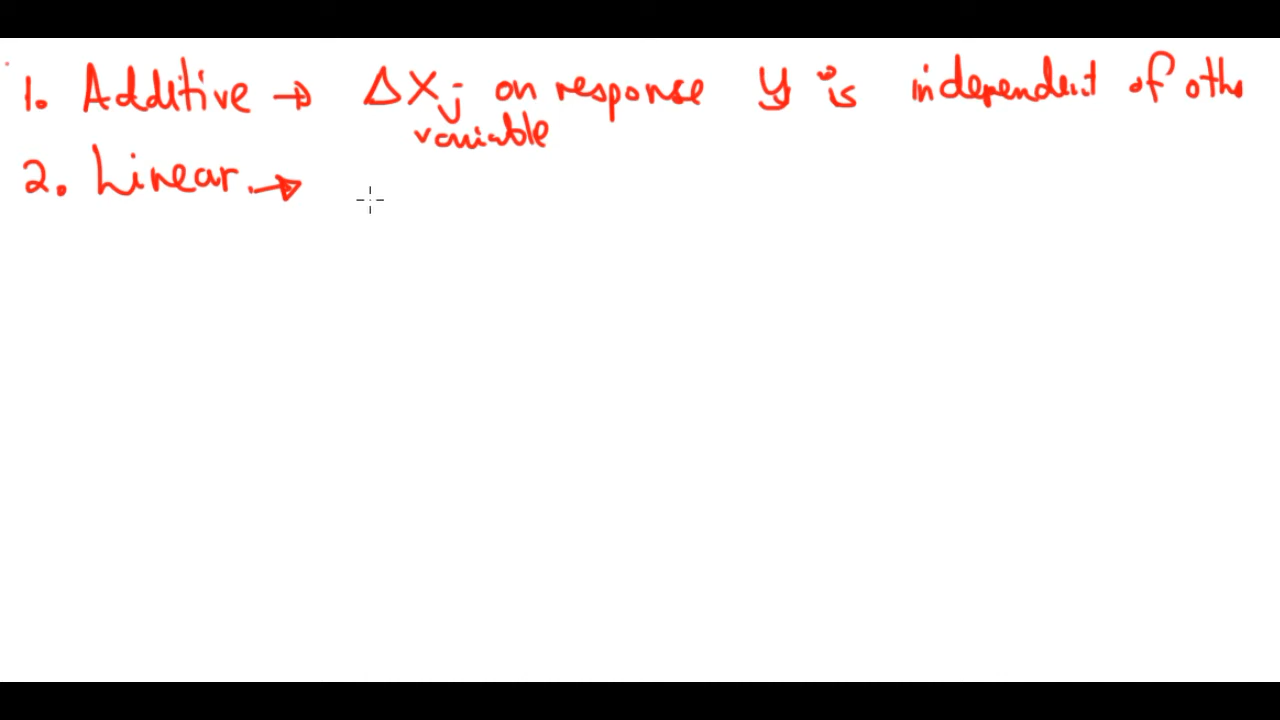 1. Additive → ΔXj on response y is independent of othe
variable
2. Linear. →